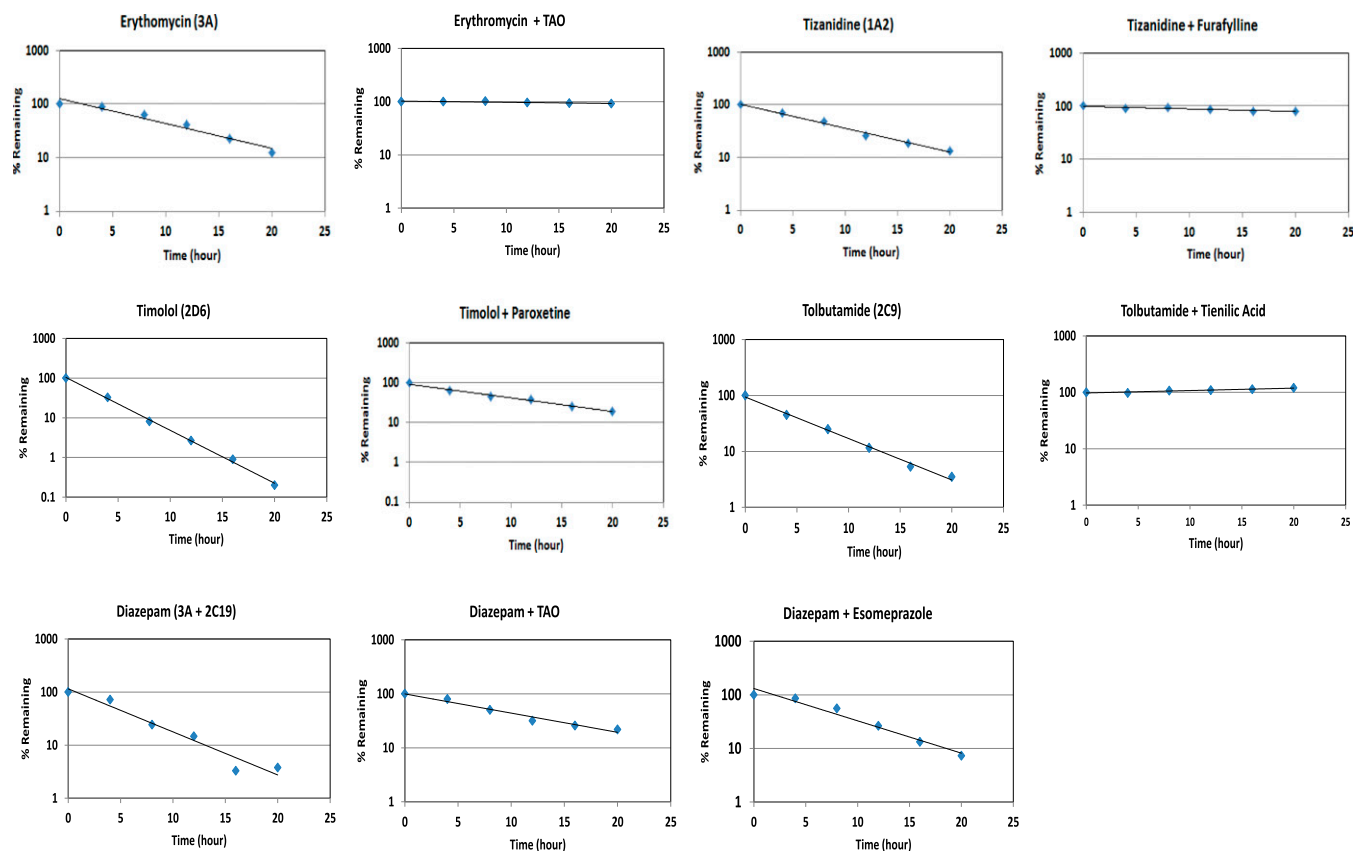 Erythomycin (3A)
1000
100
10
1
% Remaining
0 5 10 15 20 25
Time (hour)
Erythromycin + TAO
1000
100
10
1
% Remaining
0 5 10 15 20 25
Time (hour)
Tizanidine (1A2)
1000
100
10
1
% Remaining
0 5 10 15 20 25
Time (hour)
Tizanidine + Furafylline
1000
100
10
1
% Remaining
0 5 10 15 20 25
Time (hour)
Timolol (2D6)
1000
100
10
1
0.1
% Remaining
0 5 10 15 20 25
Time (hour)
Timolol + Paroxetine
1000
100
10
1
0.1
% Remaining
0 5 10 15 20 25
Time (hour)
Tolbutamide (2C9)
1000
100
10
1
% Remaining
0 5 10 15 20 25
Time (hour)
Tolbutamide + Tienilic Acid
1000
100
10
1
% Remaining
0 5 10 15 20 25
Time (hour)
Diazepam (3A + 2C19)
1000
100
10
1
% Remaining
0 5 10 15 20 25
Time (hour)
Diazepam + TAO
1000
100
10
1
% Remaining
0 5 10 15 20 25
Time (hour)
Diazepam + Esomeprazole
1000
100
10
1
% Remaining
0 5 10 15 20 25
Time (hour)